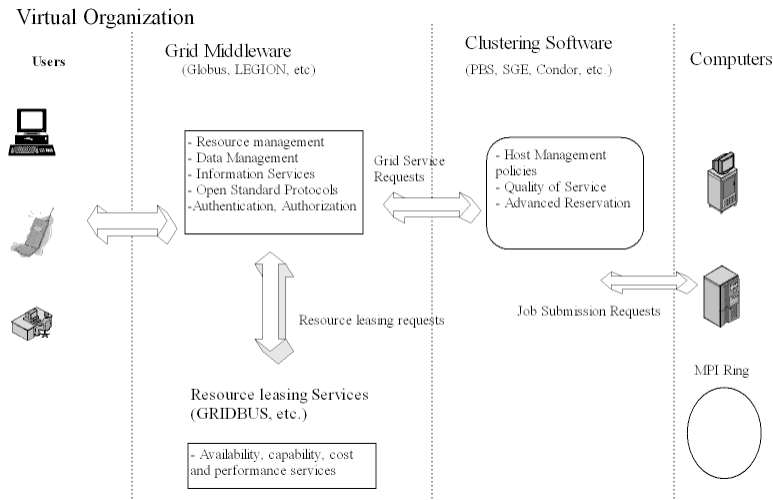 Virtual Organization
Users
Grid Middleware
(Globus, LEGION, etc)
Clustering Software
(PBS, SGE, Condor, etc.)
Computers
- Resource management
- Data Management
- Information Services
- Open Standard Protocols
-Authentication, Authorization
Grid Service
Requests
- Host Management
policies
- Quality of Service
- Advanced Reservation
Resource leasing requests
Job Submission Requests
MPI Ring
Resource leasing Services
(GRIDBUS, etc.)
- Availability, capability, cost
and performance services